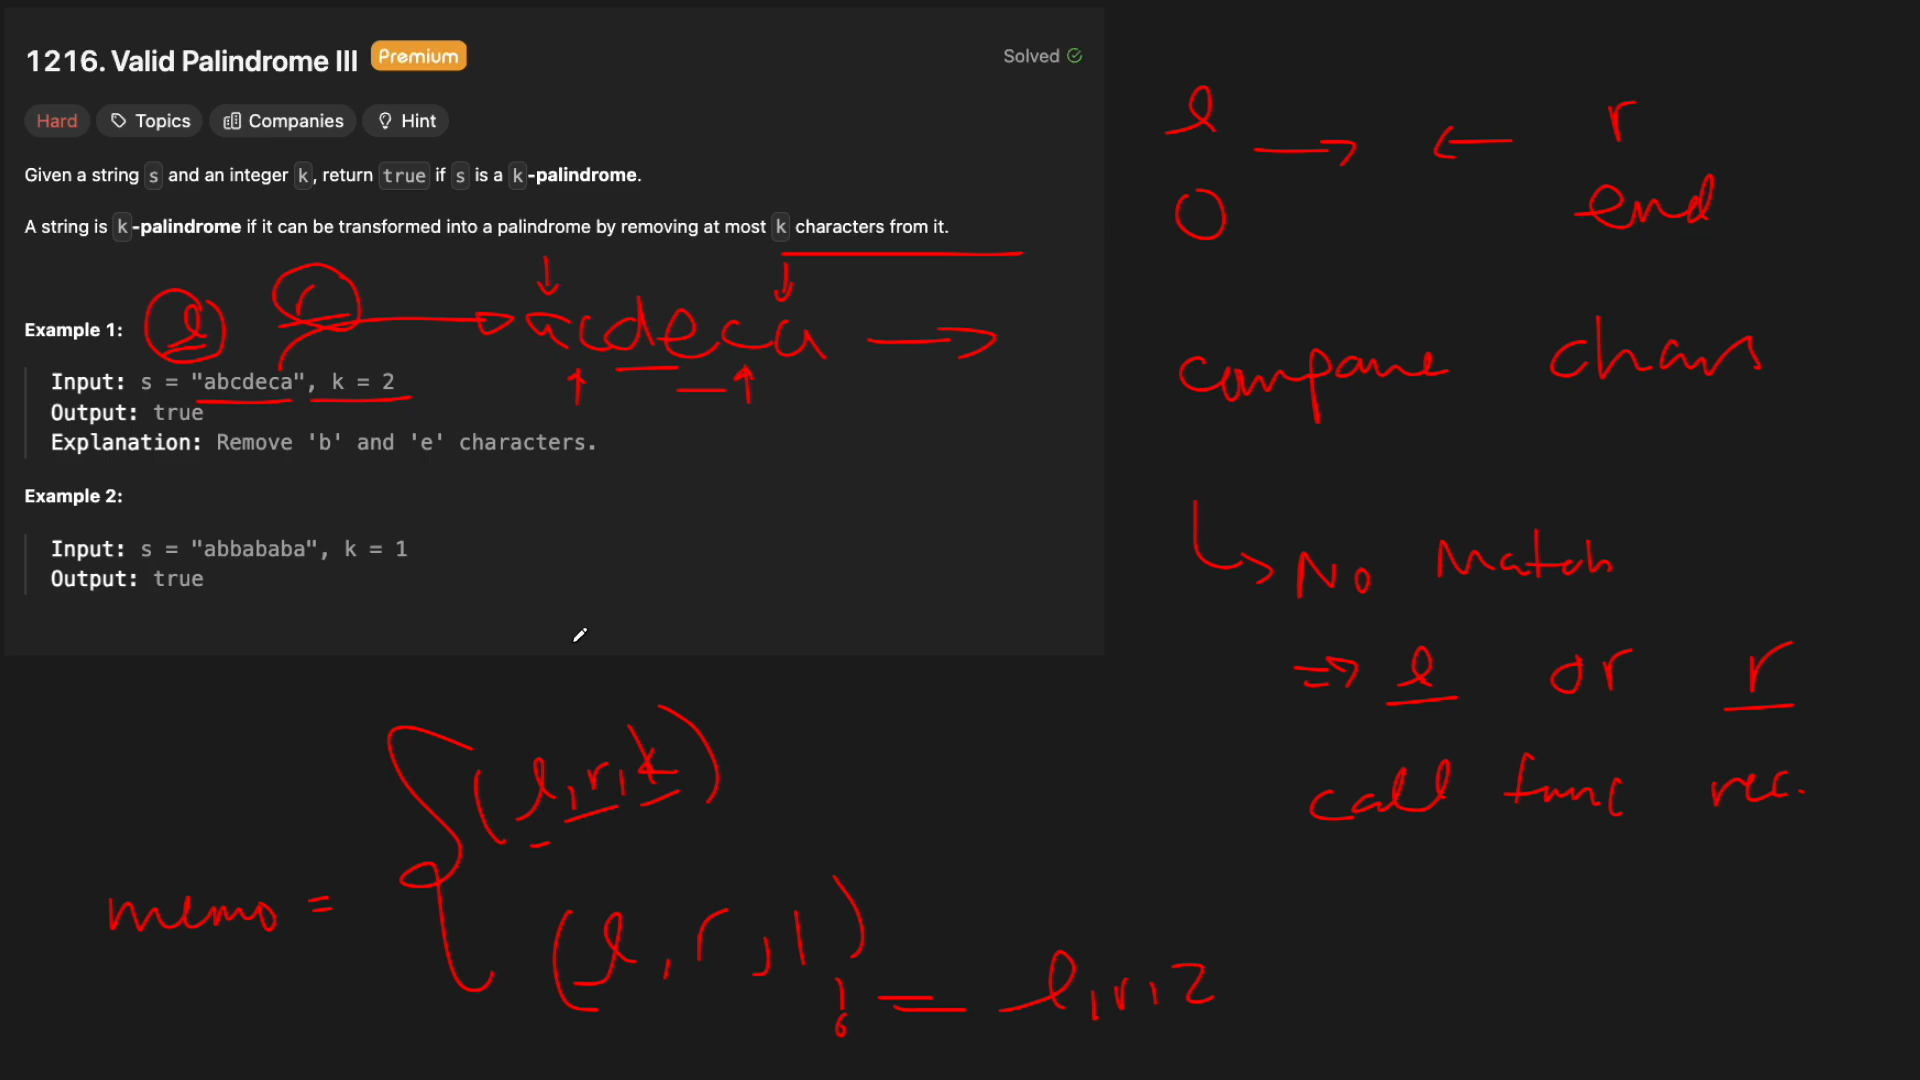 1216. Valid Palindrome III Premium
Solved
Hard Topics Companies Hint
Given a string s and an integer k, return true if s is a k-palindrome.
A string is k-palindrome if it can be transformed into a palindrome by removing at most k characters from it.
l r acdeca
Example 1:
Input: s = "abcdeca", k = 2
Output: true
Explanation: Remove 'b' and 'e' characters.
Example 2:
Input: s = "abbababa", k = 1
Output: true
l → ← r
0 end
compare chars
No Match
=> l or r
call func rec.
(l, r, k)
memo = {
(l, r, 1)
!= l, r, 2